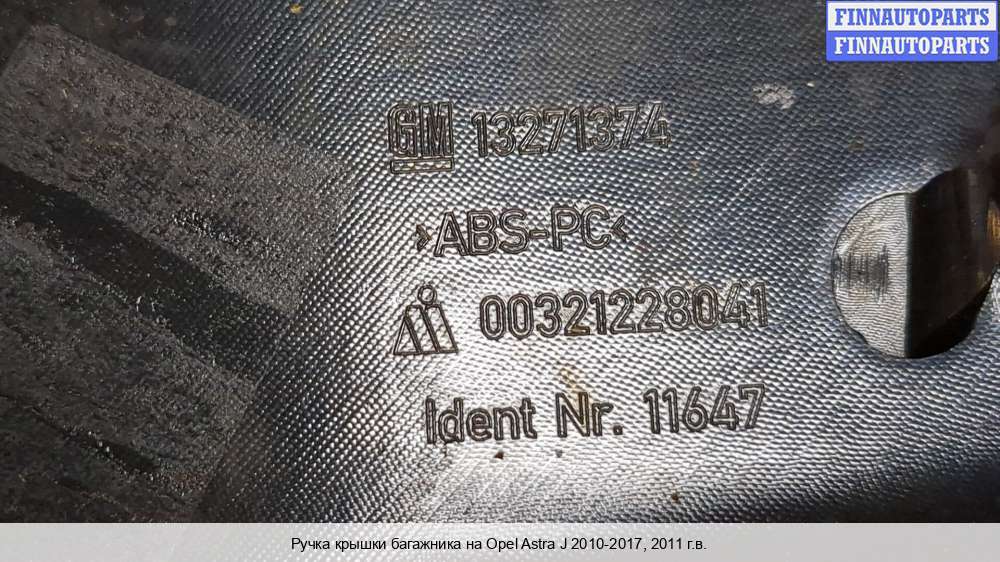 FINNAUTOPARTS
FINNAUTOPARTS
GM 13271374
>ABS-PC<
00321228041
Ident Nr. 11647
Ручка крышки багажника на Opel Astra J 2010-2017, 2011 г.в.